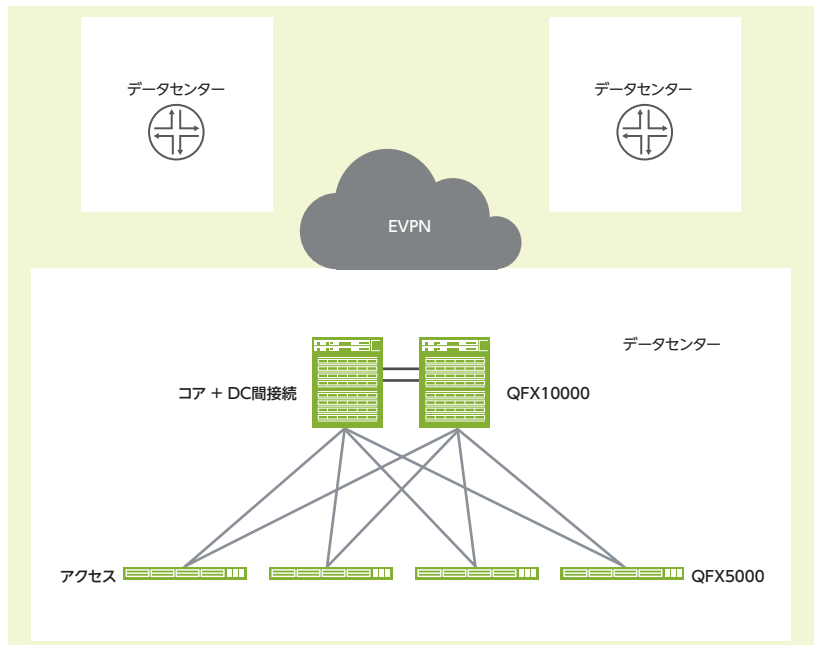 データセンター
データセンター
EVPN
データセンター
コア + DC間接続
QFX10000
アクセス
QFX5000